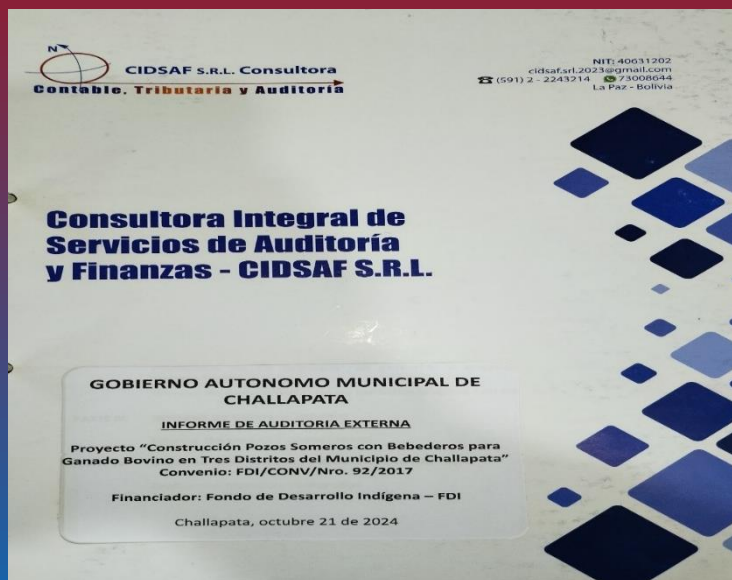 N
CIDSAF S.R.L. Consultora
Contable, Tributaria y Auditoría
NIT: 40631202
cidsaf.srl.2023@gmail.com
(591) 2 - 2243214 73008644
La Paz - Bolivia
Consultora Integral de
Servicios de Auditoría
y Finanzas - CIDSAF S.R.L.
GOBIERNO AUTONOMO MUNICIPAL DE
CHALLAPATA
INFORME DE AUDITORIA EXTERNA
Proyecto “Construcción Pozos Someros con Bebederos para
Ganado Bovino en Tres Distritos del Municipio de Challapata”
Convenio: FDI/CONV/Nro. 92/2017
Financiador: Fondo de Desarrollo Indígena – FDI
Challapata, octubre 21 de 2024